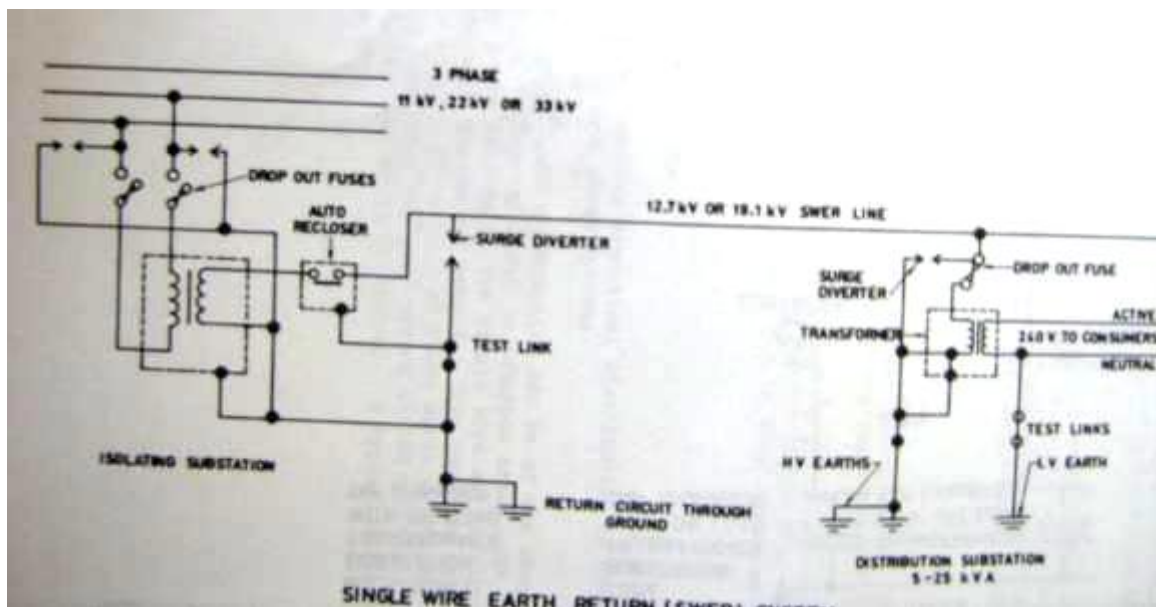 3 PHASE
11 kV, 22 kV OR 33 kV
DROP OUT FUSES
AUTO
RECLOSER
12.7 kV OR 19.1 kV SWER LINE
SURGE DIVERTER
SURGE
DIVERTER
DROP OUT FUSE
ACTIVE
TRANSFORMER
240 V TO CONSUMERS
NEUTRAL
TEST LINK
TEST LINKS
ISOLATING SUBSTATION
HV EARTHS
LV EARTH
RETURN CIRCUIT THROUGH
GROUND
DISTRIBUTION SUBSTATION
5-25 kVA
SINGLE WIRE EARTH RETURN (SWER)